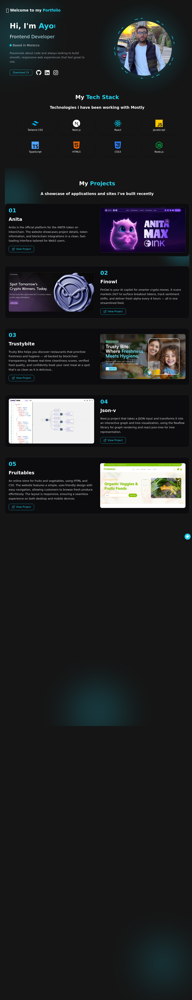 Welcome to my Portfolio
Hi, I'm Ayou
Frontend Developer
Based in Morocco
Passionate about code and always looking to build
smooth, responsive web experiences that feel great to
use.
Download CV
My Tech Stack
Technologies i have been working with Mostly
Tailwind CSS
Next.js
React
JavaScript
TypeScript
HTML5
CSS3
Node.js
My Projects
A showcase of applications and sites I've built recently
01
Anita
Anita is the official platform for the ANITA token on
InkonChain. The website showcases project details, token
information, and blockchain integrations in a clean, fast-
loading interface tailored for Web3 users.
View Project
ANITA
MAX
INK
Spot Tomorrow's
Crypto Winners, Today.
FinOwl scans the crypto noise 24/7 to surface tokens
on the verge of breakout
Launch App
02
Finowl
FinOwl is your AI copilot for smarter crypto moves. It scans
markets 24/7 to surface breakout tokens, track sentiment
shifts, and deliver fresh alpha every 4 hours — all in one
streamlined feed.
View Project
03
Trustybite
Trusty Bite helps you discover restaurants that prioritize
freshness and hygiene — all backed by blockchain
transparency. Browse real-time cleanliness scores, verified
food quality, and confidently book your next meal at a spot
that's as clean as it is delicious..
View Project
Trusty Bite:
Where Freshness
Meets Hygiene.
Book Now
{JSON} VIEW
Graph Tree
04
Json-v
Next.js project that takes a JSON input and transforms it into
an interactive graph and tree visualization, using the Reaflow
library for graph rendering and react-json-tree for tree
representation.
View Project
05
Fruitables
An online store for fruits and vegetables, using HTML and
CSS. The website features a simple, user-friendly design with
easy navigation, allowing customers to browse fresh produce
effortlessly. The layout is responsive, ensuring a seamless
experience on both desktop and mobile devices.
View Project
Fruitables
100% Organic Foods
Organic Veggies &
Fruits Foods